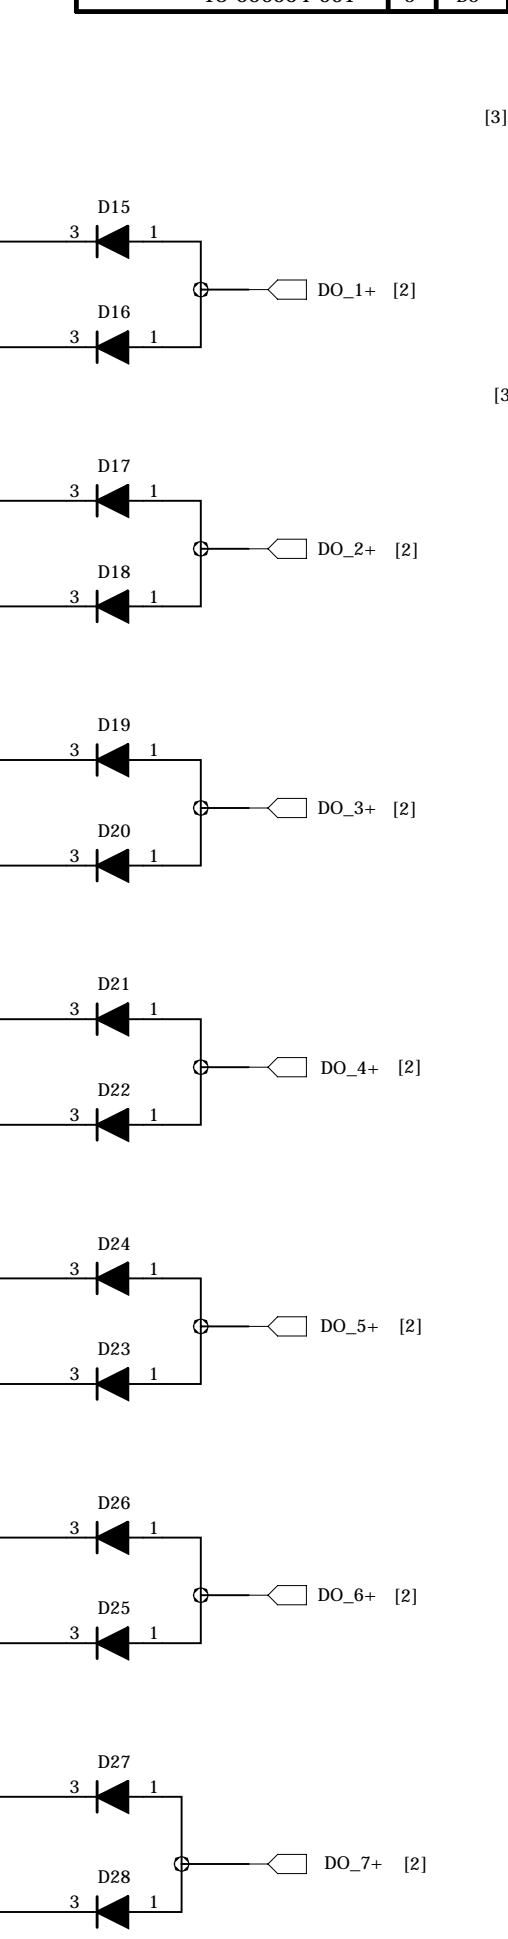 [3]
D15
3 1
DO_1+ [2]
D16
3 1
D17
3 1
DO_2+ [2]
D18
3 1
D19
3 1
DO_3+ [2]
D20
3 1
D21
3 1
DO_4+ [2]
D22
3 1
D24
3 1
DO_5+ [2]
D23
3 1
D26
3 1
DO_6+ [2]
D25
3 1
D27
3 1
DO_7+ [2]
D28
3 1